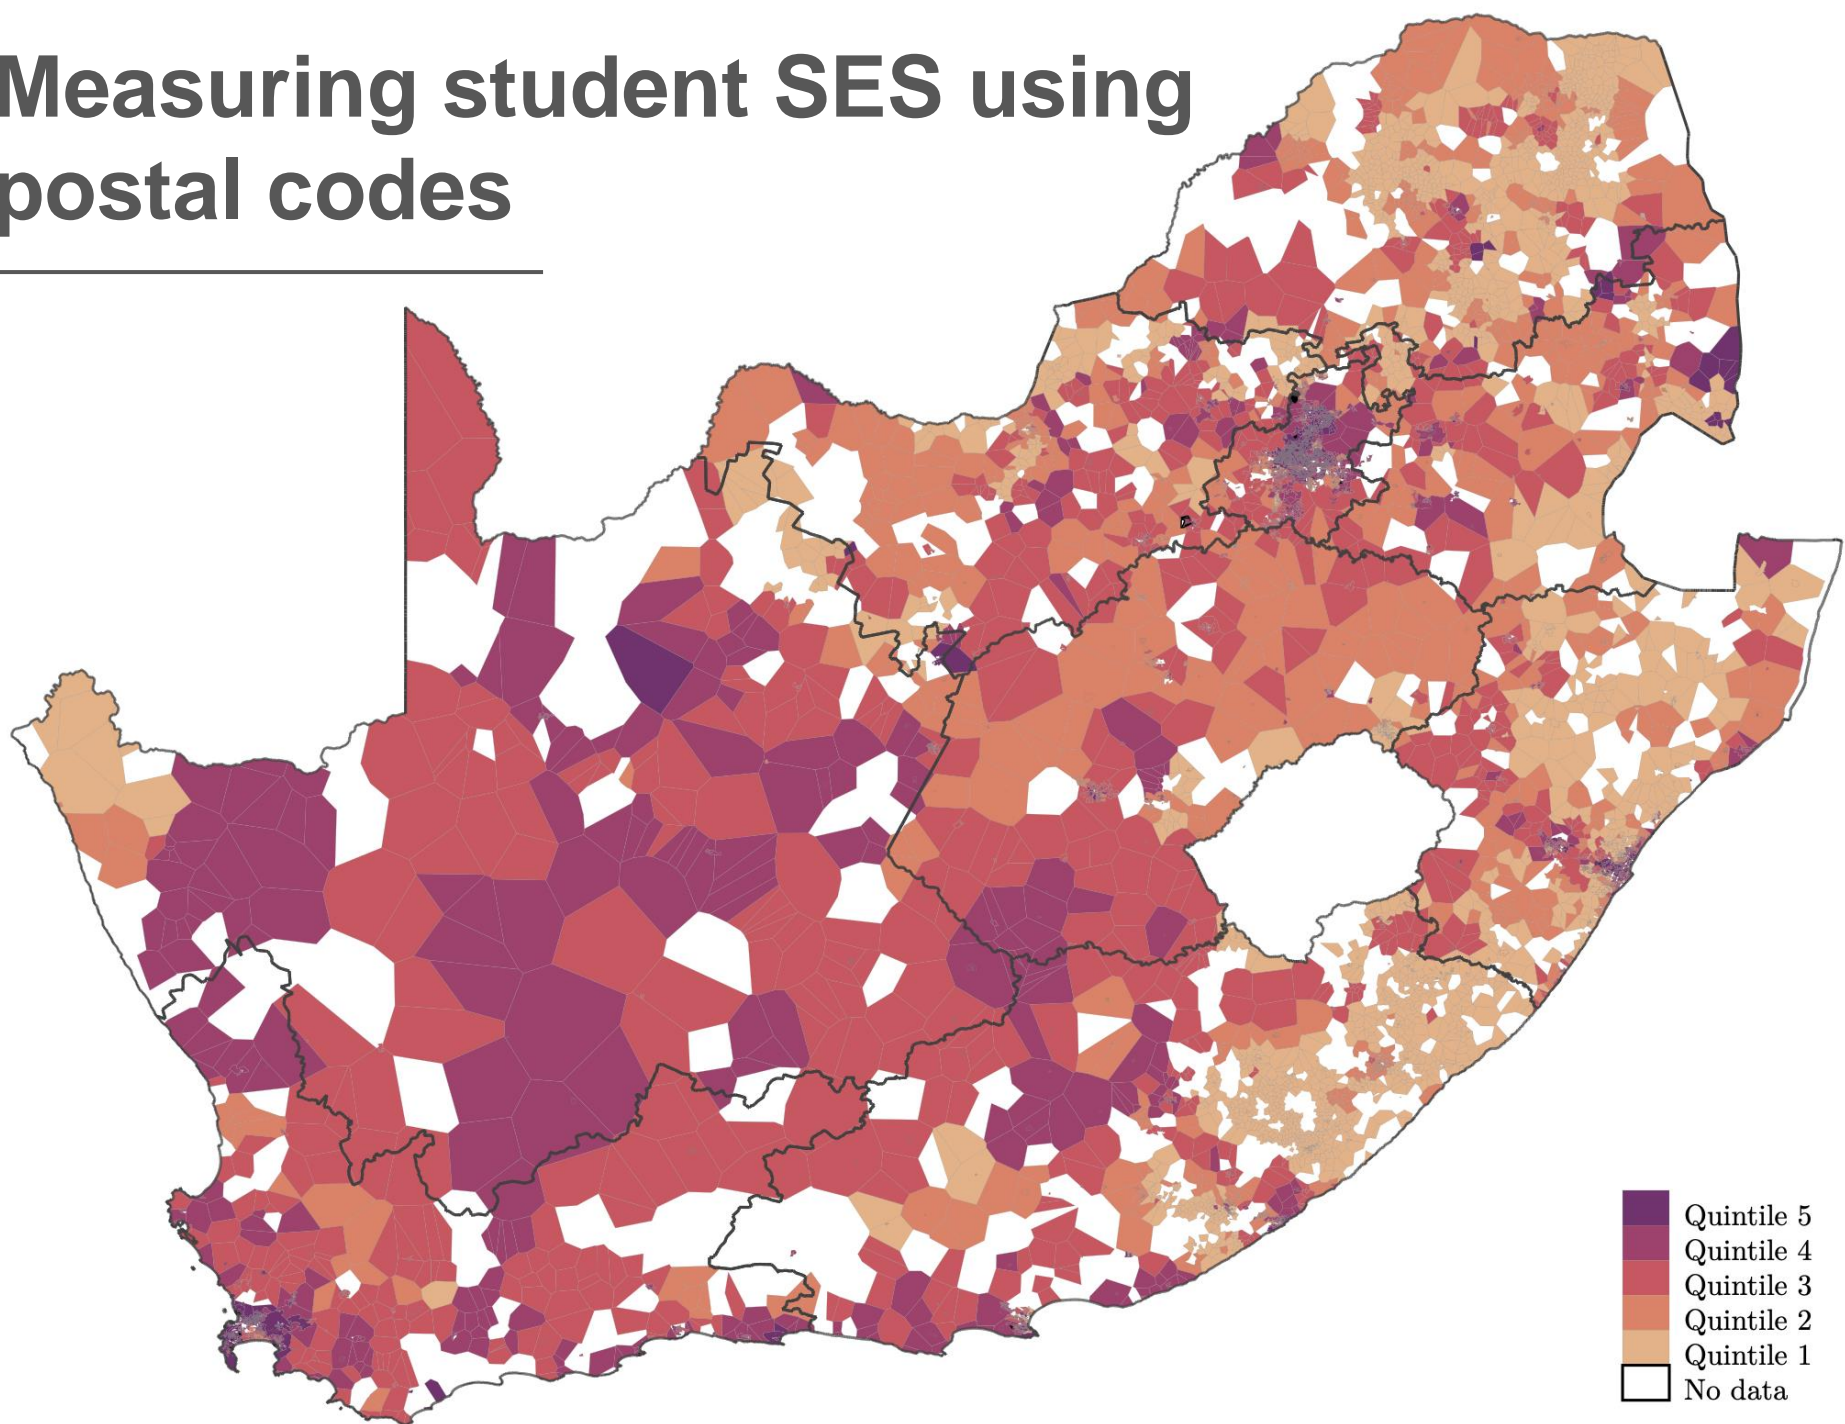 Measuring student SES using
postal codes
Quintile 5
Quintile 4
Quintile 3
Quintile 2
Quintile 1
No data